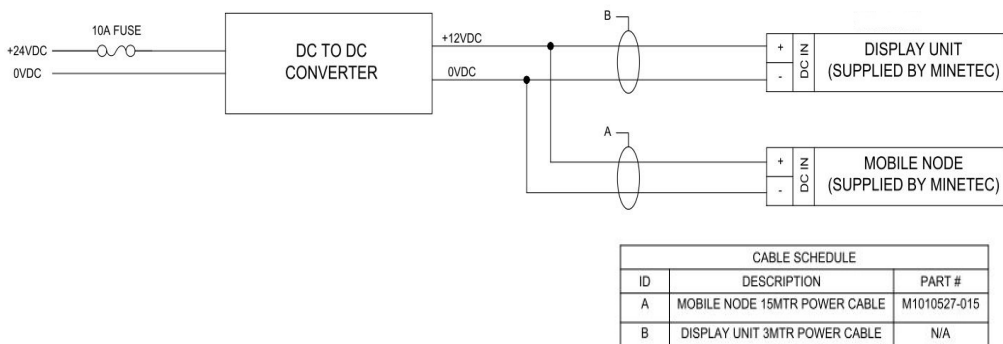 10A FUSE
+24VDC
0VDC
DC TO DC
CONVERTER
+12VDC
0VDC
B
+
-
DC IN
DISPLAY UNIT
(SUPPLIED BY MINETEC)
A
+
-
DC IN
MOBILE NODE
(SUPPLIED BY MINETEC)
CABLE SCHEDULE
ID DESCRIPTION PART #
A MOBILE NODE 15MTR POWER CABLE M1010527-015
B DISPLAY UNIT 3MTR POWER CABLE N/A